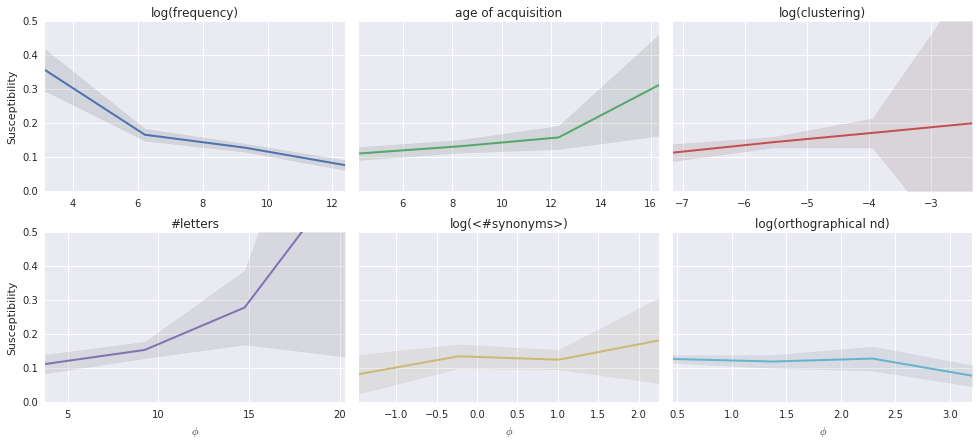 log(frequency)
age of acquisition
log(clustering)
Susceptibility
0.5
0.4
0.3
0.2
0.1
0.0
4 6 8 10 12
6 8 10 12 14 16
−7 −6 −5 −4 −3
#letters
log(<#synonyms>)
log(orthographical nd)
Susceptibility
0.5
0.4
0.3
0.2
0.1
0.0
5 10 15 20
−1.0 −0.5 0.0 0.5 1.0 1.5 2.0
0.5 1.0 1.5 2.0 2.5 3.0
ϕ ϕ ϕ